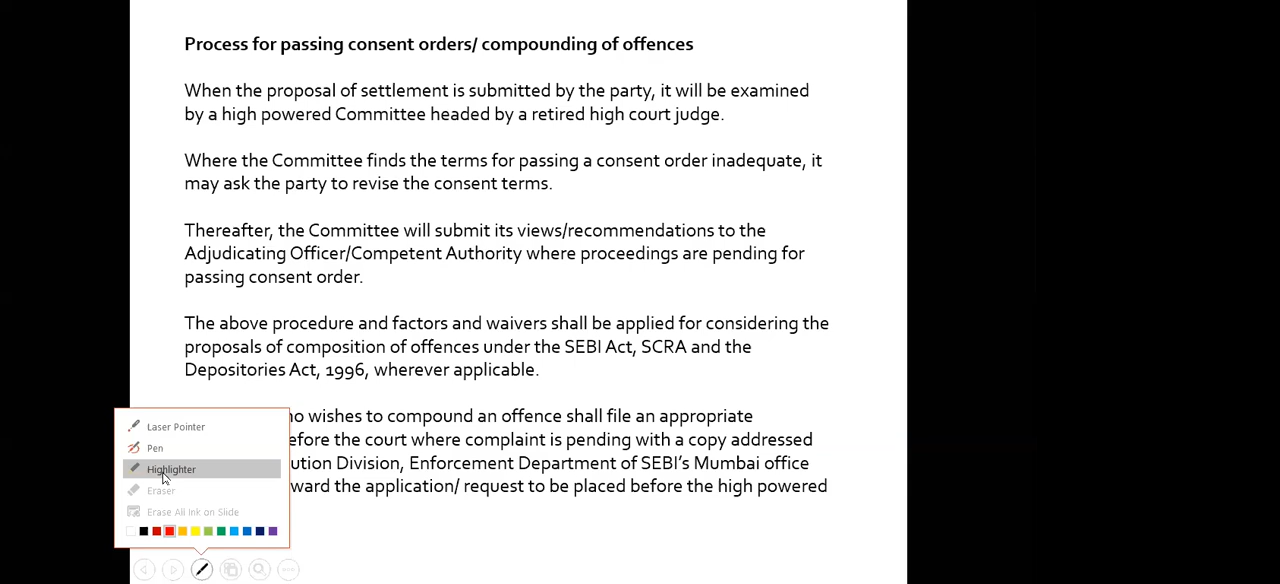 Process for passing consent orders/ compounding of offences
When the proposal of settlement is submitted by the party, it will be examined
by a high powered Committee headed by a retired high court judge.
Where the Committee finds the terms for passing a consent order inadequate, it
may ask the party to revise the consent terms.
Thereafter, the Committee will submit its views/recommendations to the
Adjudicating Officer/Competent Authority where proceedings are pending for
passing consent order.
The above procedure and factors and waivers shall be applied for considering the
proposals of composition of offences under the SEBI Act, SCRA and the
Depositories Act, 1996, wherever applicable.
wishes to compound an offence shall file an appropriate
before the court where complaint is pending with a copy addressed
Division, Enforcement Department of SEBI's Mumbai office
the application/ request to be placed before the high powered
Laser Pointer
Pen
Highlighter
Eraser
Erase All Ink on Slide